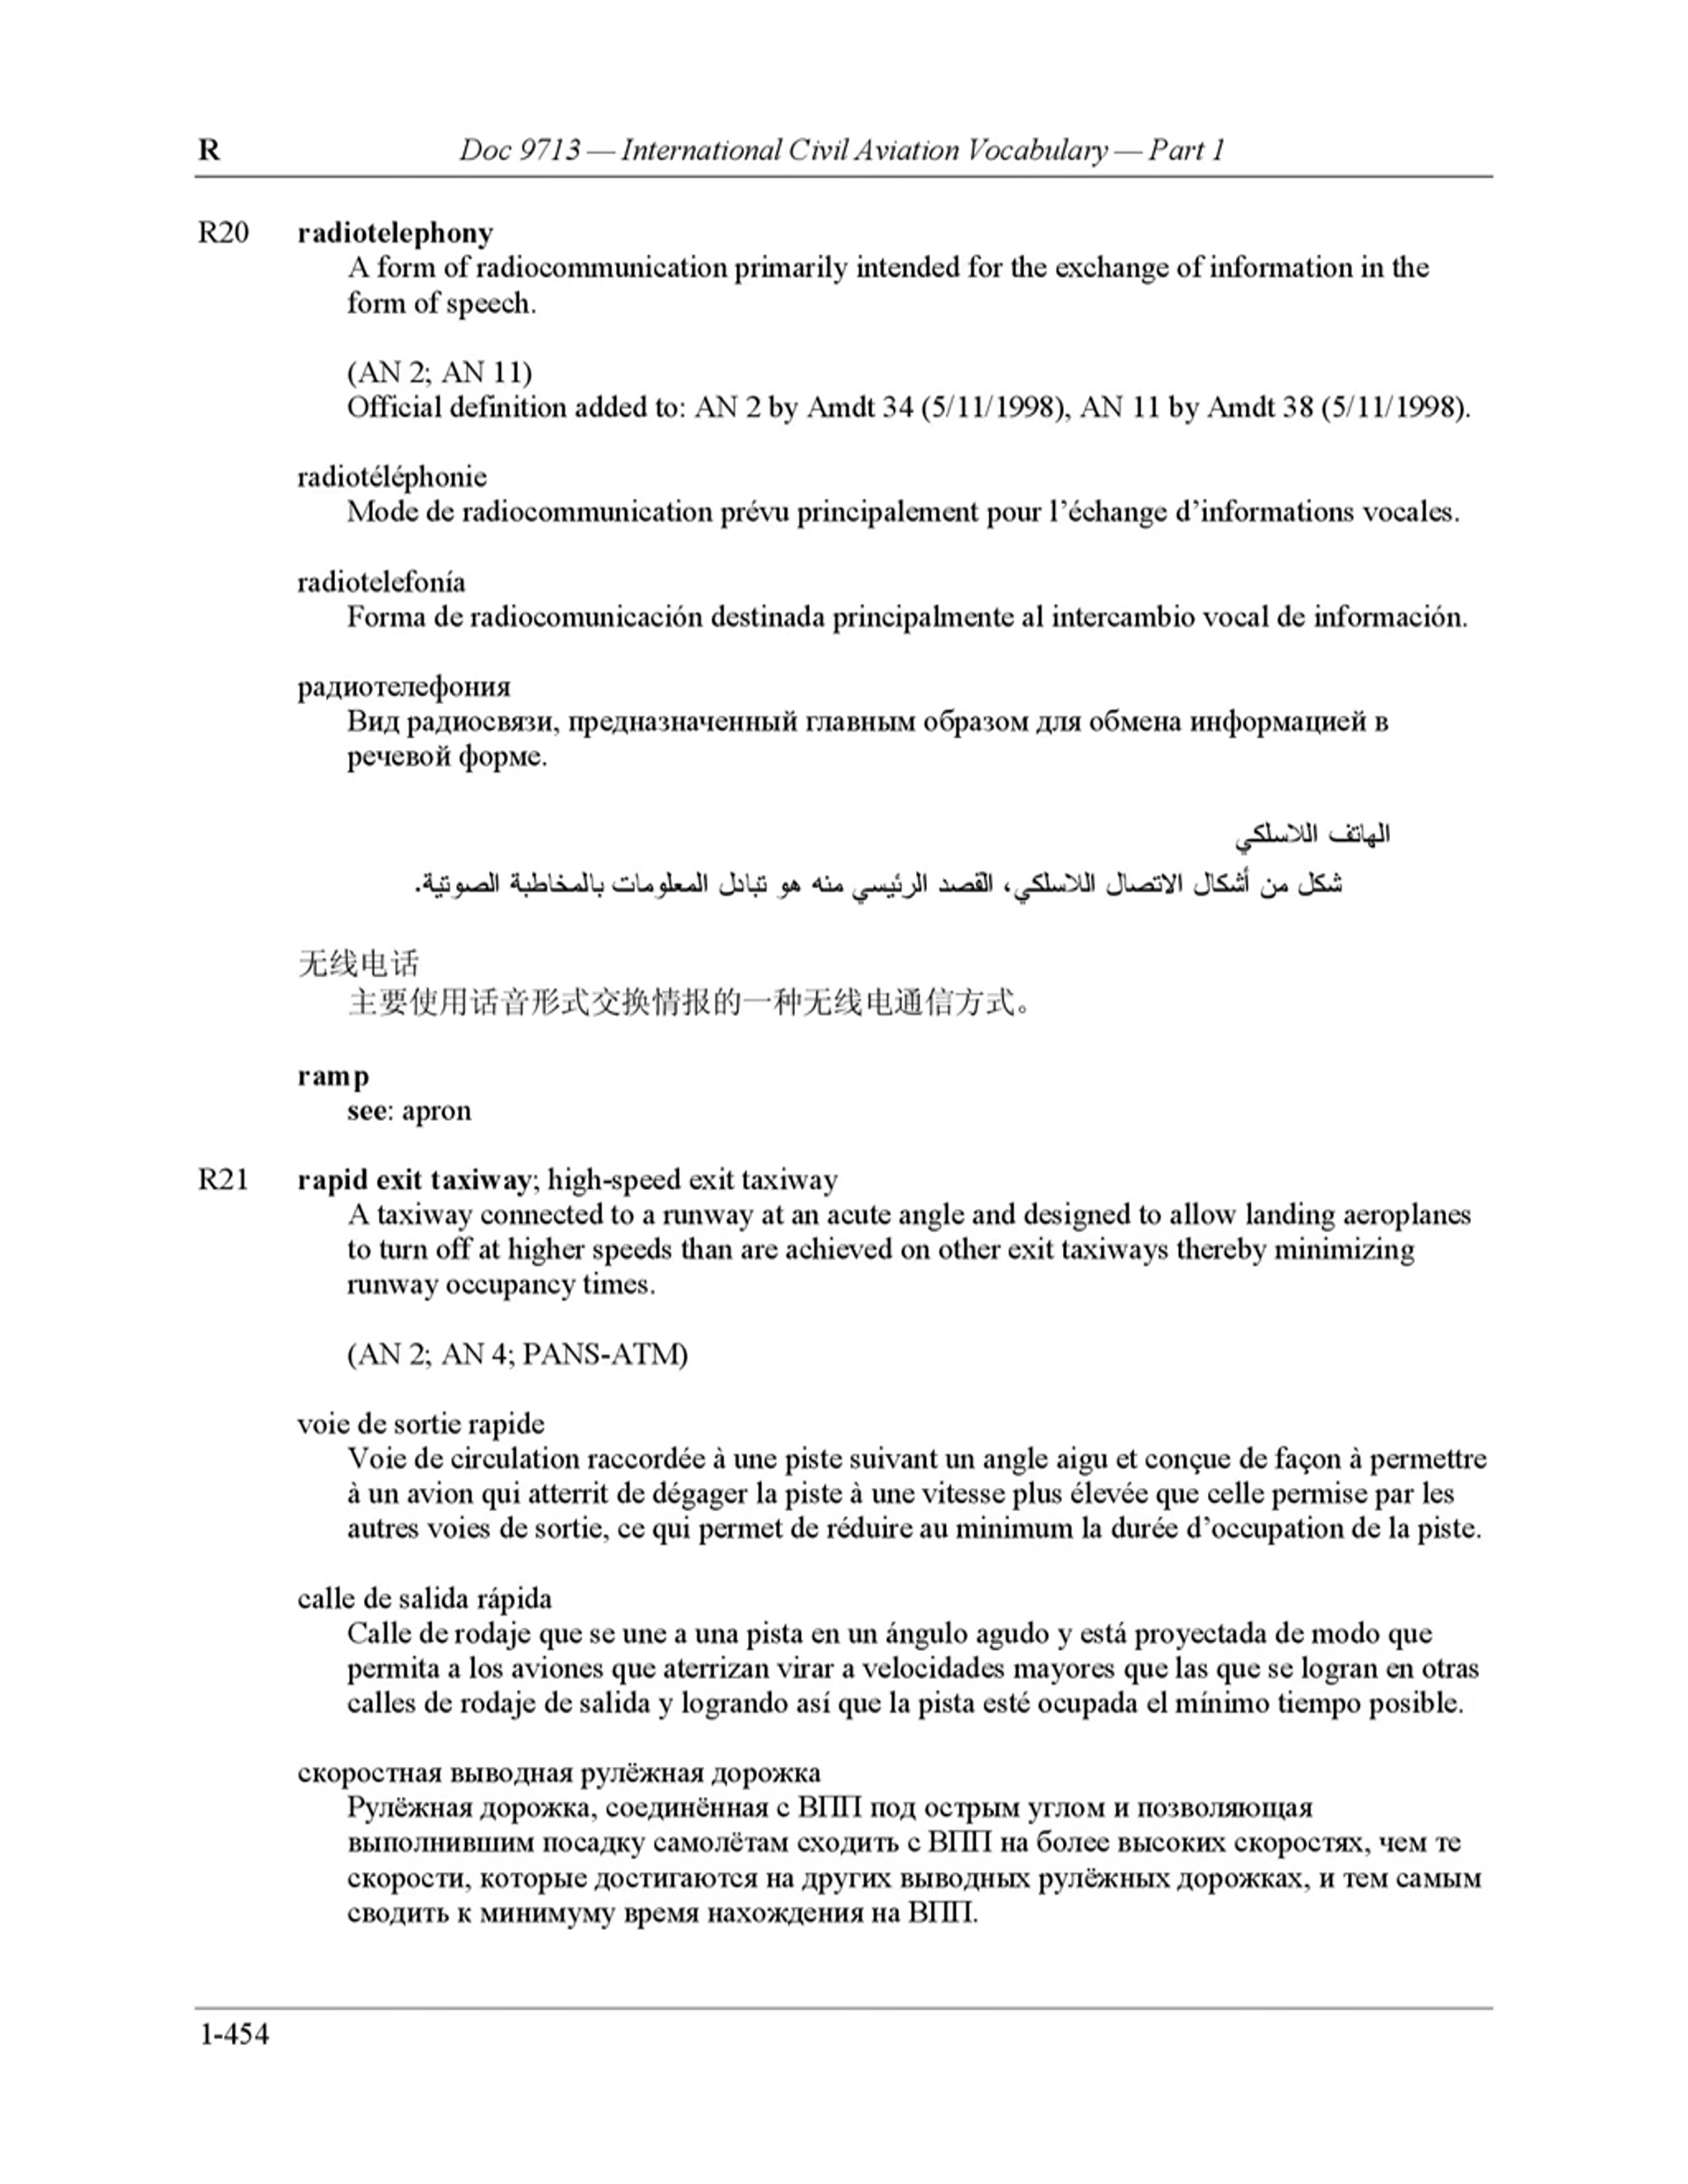 R Doc 9713 — International Civil Aviation Vocabulary — Part 1
R20 radiotelephony
A form of radiocommunication primarily intended for the exchange of information in the
form of speech.
(AN 2; AN 11)
Official definition added to: AN 2 by Amdt 34 (5/11/1998), AN 11 by Amdt 38 (5/11/1998).
radiotéléphonie
Mode de radiocommunication prévu principalement pour l’échange d’informations vocales.
radiotelefonía
Forma de radiocomunicación destinada principalmente al intercambio vocal de información.
радиотелефония
Вид радиосвязи, предназначенный главным образом для обмена информацией в
речевой форме.
الهاتف اللاسلكي
شكل من أشكال الاتصال اللاسلكي، القصد الرئيسي منه هو تبادل المعلومات بالمخاطبة الصوتية.
无线电话
主要使用话音形式交换情报的一种无线电通信方式。
ramp
see: apron
R21 rapid exit taxiway; high-speed exit taxiway
A taxiway connected to a runway at an acute angle and designed to allow landing aeroplanes
to turn off at higher speeds than are achieved on other exit taxiways thereby minimizing
runway occupancy times.
(AN 2; AN 4; PANS-ATM)
voie de sortie rapide
Voie de circulation raccordée à une piste suivant un angle aigu et conçue de façon à permettre
à un avion qui atterrit de dégager la piste à une vitesse plus élevée que celle permise par les
autres voies de sortie, ce qui permet de réduire au minimum la durée d’occupation de la piste.
calle de salida rápida
Calle de rodaje que se une a una pista en un ángulo agudo y está proyectada de modo que
permita a los aviones que aterrizan virar a velocidades mayores que las que se logran en otras
calles de rodaje de salida y logrando así que la pista esté ocupada el mínimo tiempo posible.
скоростная выводная рулёжная дорожка
Рулёжная дорожка, соединённая с ВПП под острым углом и позволяющая
выполнившим посадку самолётам сходить с ВПП на более высоких скоростях, чем те
скорости, которые достигаются на других выводных рулёжных дорожках, и тем самым
сводить к минимуму время нахождения на ВПП.
1-454